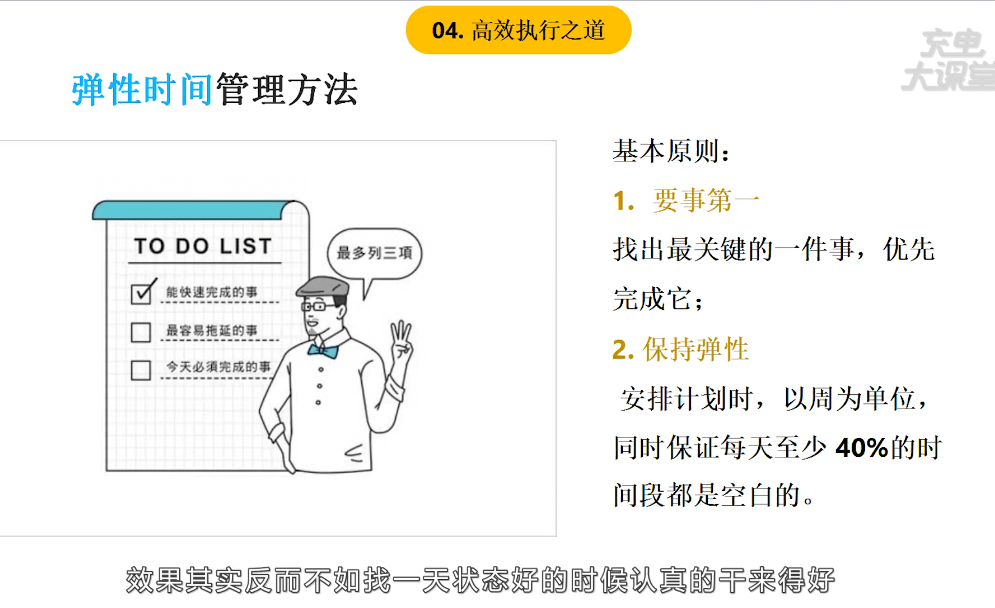 04. 高效执行之道
充电
大课堂
弹性时间管理方法
TO DO LIST
能快速完成的事
最容易拖延的事
今天必須完成的事
最多列三項
基本原则：
1. 要事第一
找出最关键的一件事，优先
完成它；
2. 保持弹性
安排计划时，以周为单位，
同时保证每天至少 40%的时
间段都是空白的。
效果其实反而不如找一天状态好的时候认真的干来得好